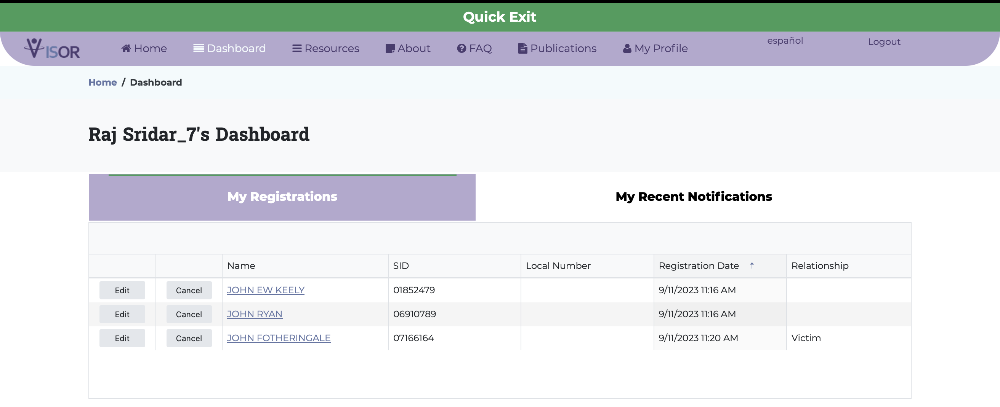 Quick Exit
VISOR Home Dashboard Resources About FAQ Publications My Profile español Logout
Home / Dashboard
Raj Sridar_7's Dashboard
My Registrations My Recent Notifications
Name SID Local Number Registration Date ↑ Relationship
Edit Cancel JOHN EW KEELY 01852479 9/11/2023 11:16 AM
Edit Cancel JOHN RYAN 06910789 9/11/2023 11:16 AM
Edit Cancel JOHN FOTHERINGALE 07166164 9/11/2023 11:20 AM Victim